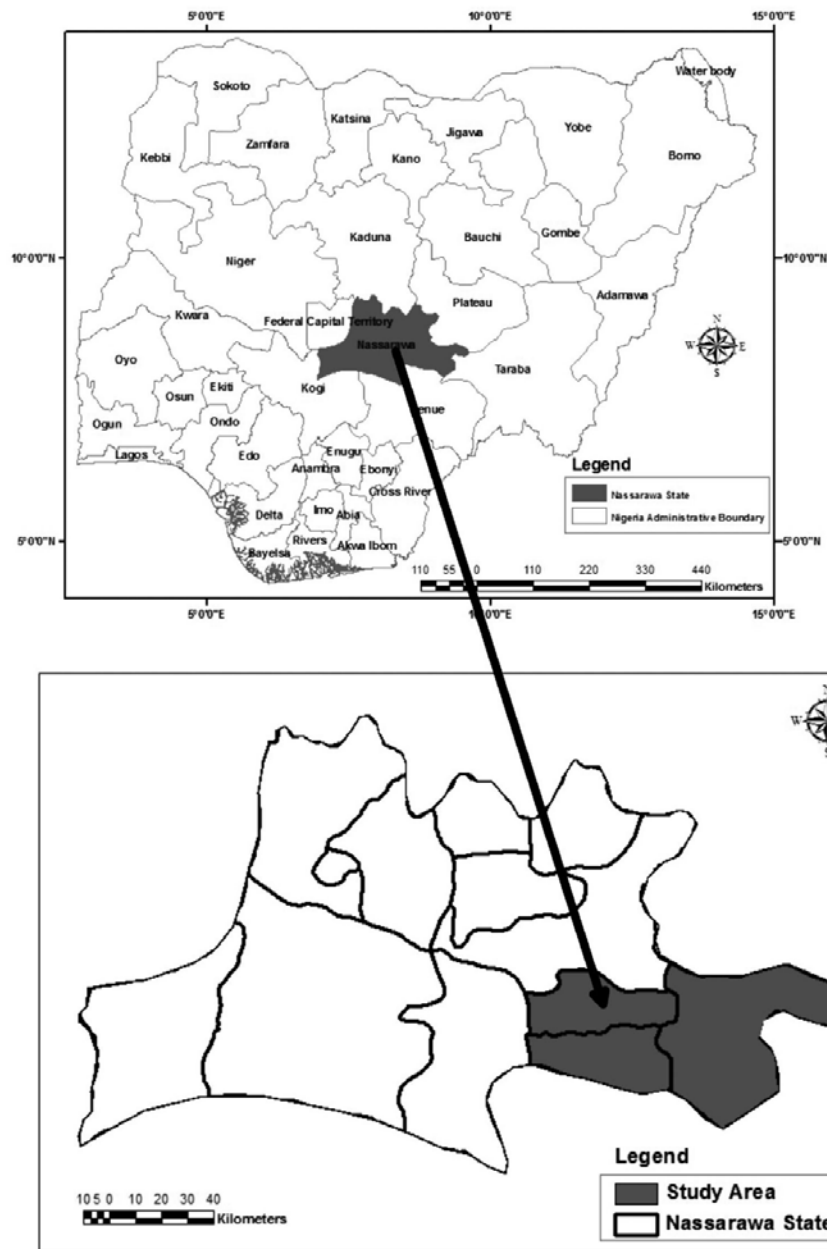 5°0'0"E 10°0'0"E 15°0'0"E
Water body
Sokoto
Katsina
Jigawa
Yobe
Zamfara
Kebbi
Kano
Borno
Kaduna
Bauchi
Gombe
Niger
10°0'0"N 10°0'0"N
Adamawa
Plateau
Kwara
Federal Capital Territory
Nassarawa
N
W E
S
Oyo
Taraba
Ekiti
Kogi
Osun
enue
Ogun
Ondo
Lagos
Edo
Enugu
Anambra
Ebonyi
Cross River
Legend
Nassarawa State
Nigeria Administrative Boundary
Delta
Imo
Abia
Rivers
Akwa Ibom
Bayelsa
5°0'0"N 5°0'0"N
110 55 0 110 220 330 440
Kilometers
5°0'0"E 10°0'0"E 15°0'0"E
W
Legend
Study Area
Nassarawa State
10 5 0 10 20 30 40
Kilometers